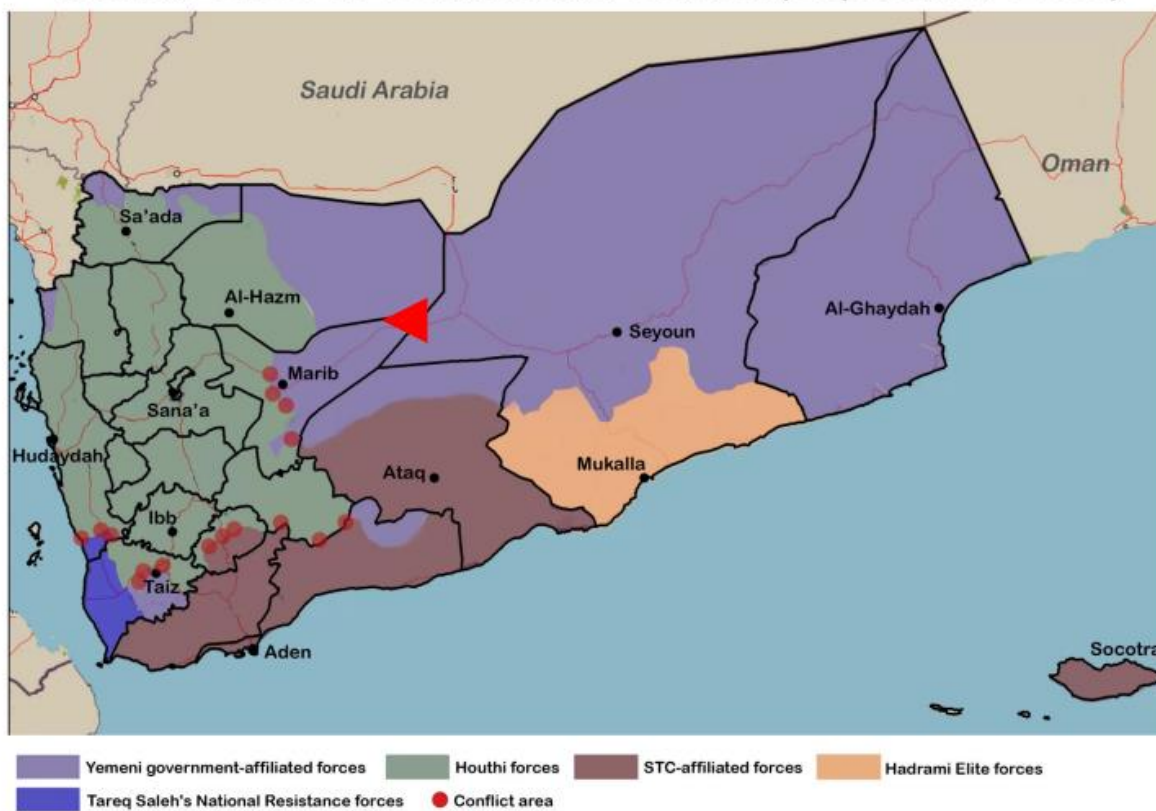 Saudi Arabia
Oman
Sa'ada
Al-Hazm
Al-Ghaydah
Seyoun
Marib
Sana'a
Hudaydah
Ataq
Mukalla
Ibb
Taiz
Aden
Socotra
Yemeni government-affiliated forces
Houthi forces
STC-affiliated forces
Hadrami Elite forces
Tareq Saleh's National Resistance forces
Conflict area